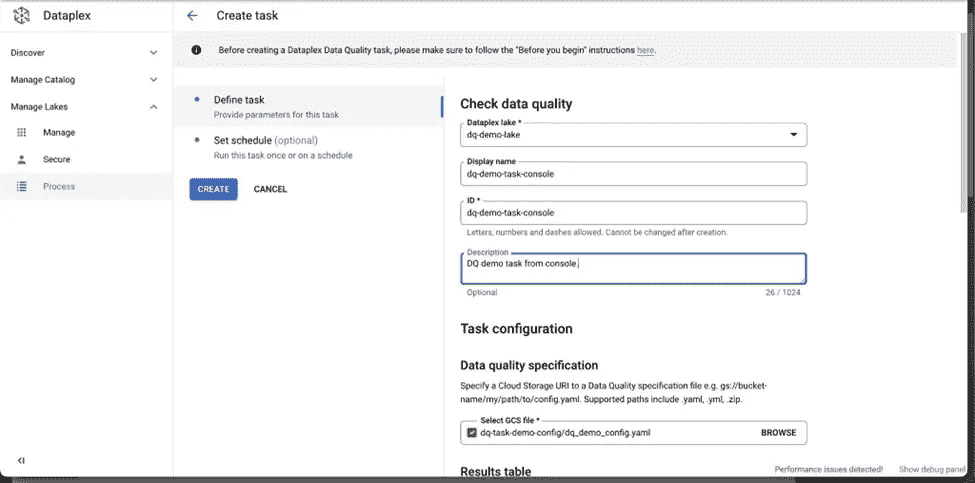 Dataplex
Create task
Before creating a Dataplex Data Quality task, please make sure to follow the "Before you begin" instructions here.
Discover
Manage Catalog
Manage Lakes
Manage
Secure
Process
Define task
Provide parameters for this task
Set schedule (optional)
Run this task once or on a schedule
CREATE CANCEL
Check data quality
Dataplex lake *
dq-demo-lake
Display name
dq-demo-task-console
ID *
dq-demo-task-console
Letters, numbers and dashes allowed. Cannot be changed after creation.
Description
DQ demo task from console.
Optional 26 / 1024
Task configuration
Data quality specification
Specify a Cloud Storage URI to a Data Quality specification file e.g. gs://bucket-
name/my/path/to/config.yaml. Supported paths include .yaml, .yml, .zip.
Select GCS file *
dq-task-demo-config/dq_demo_config.yaml BROWSE
Results table
Performance issues detected! Show debug panel